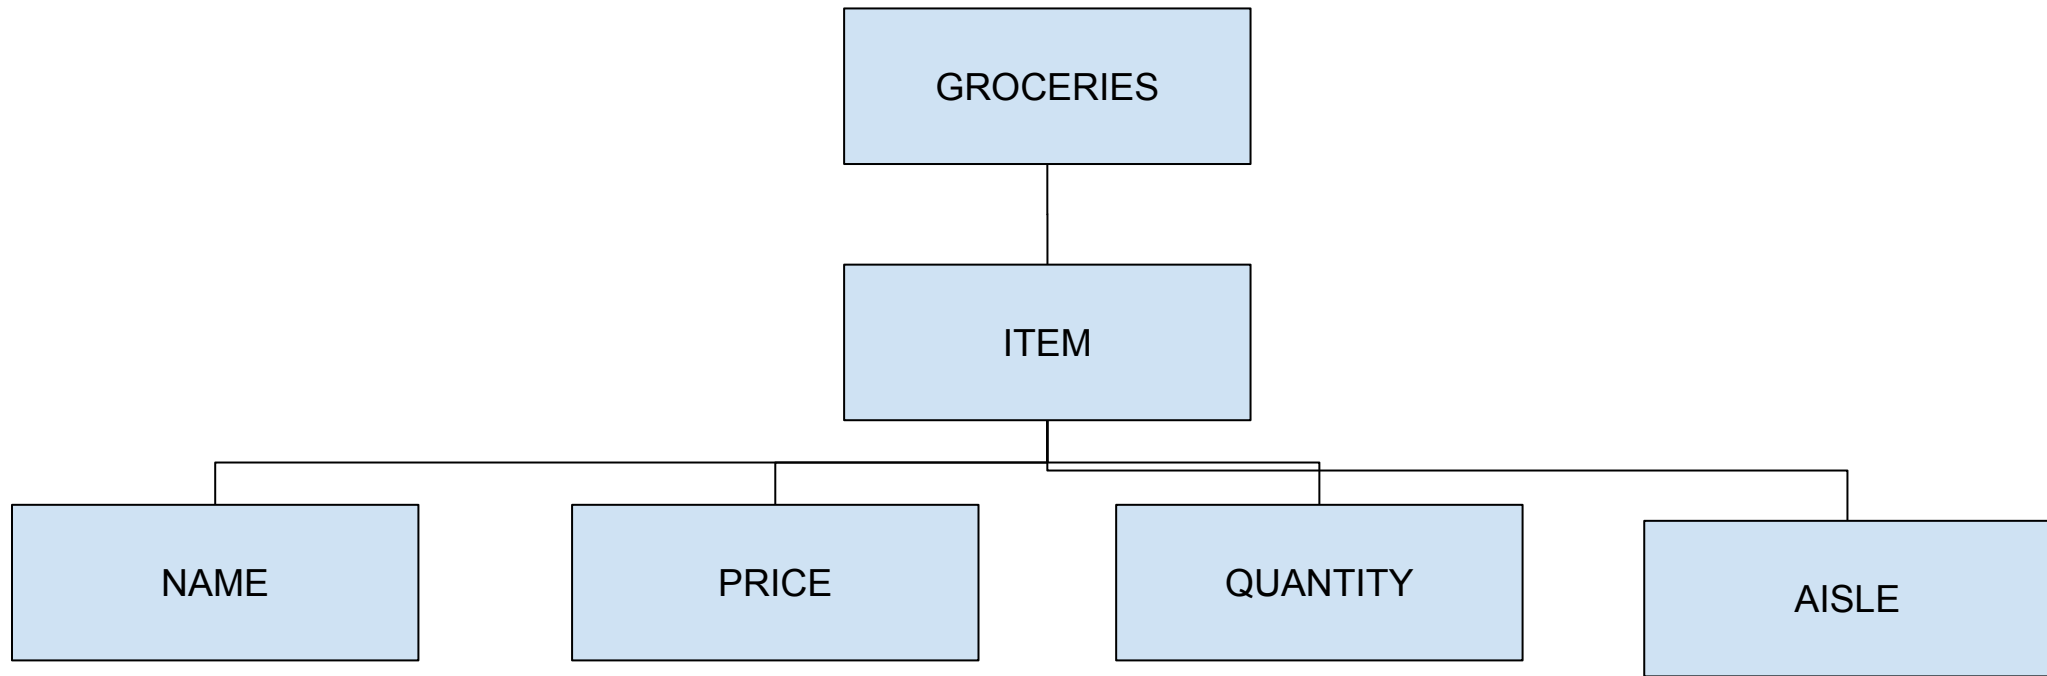 GROCERIES
ITEM
NAME
PRICE
QUANTITY
AISLE